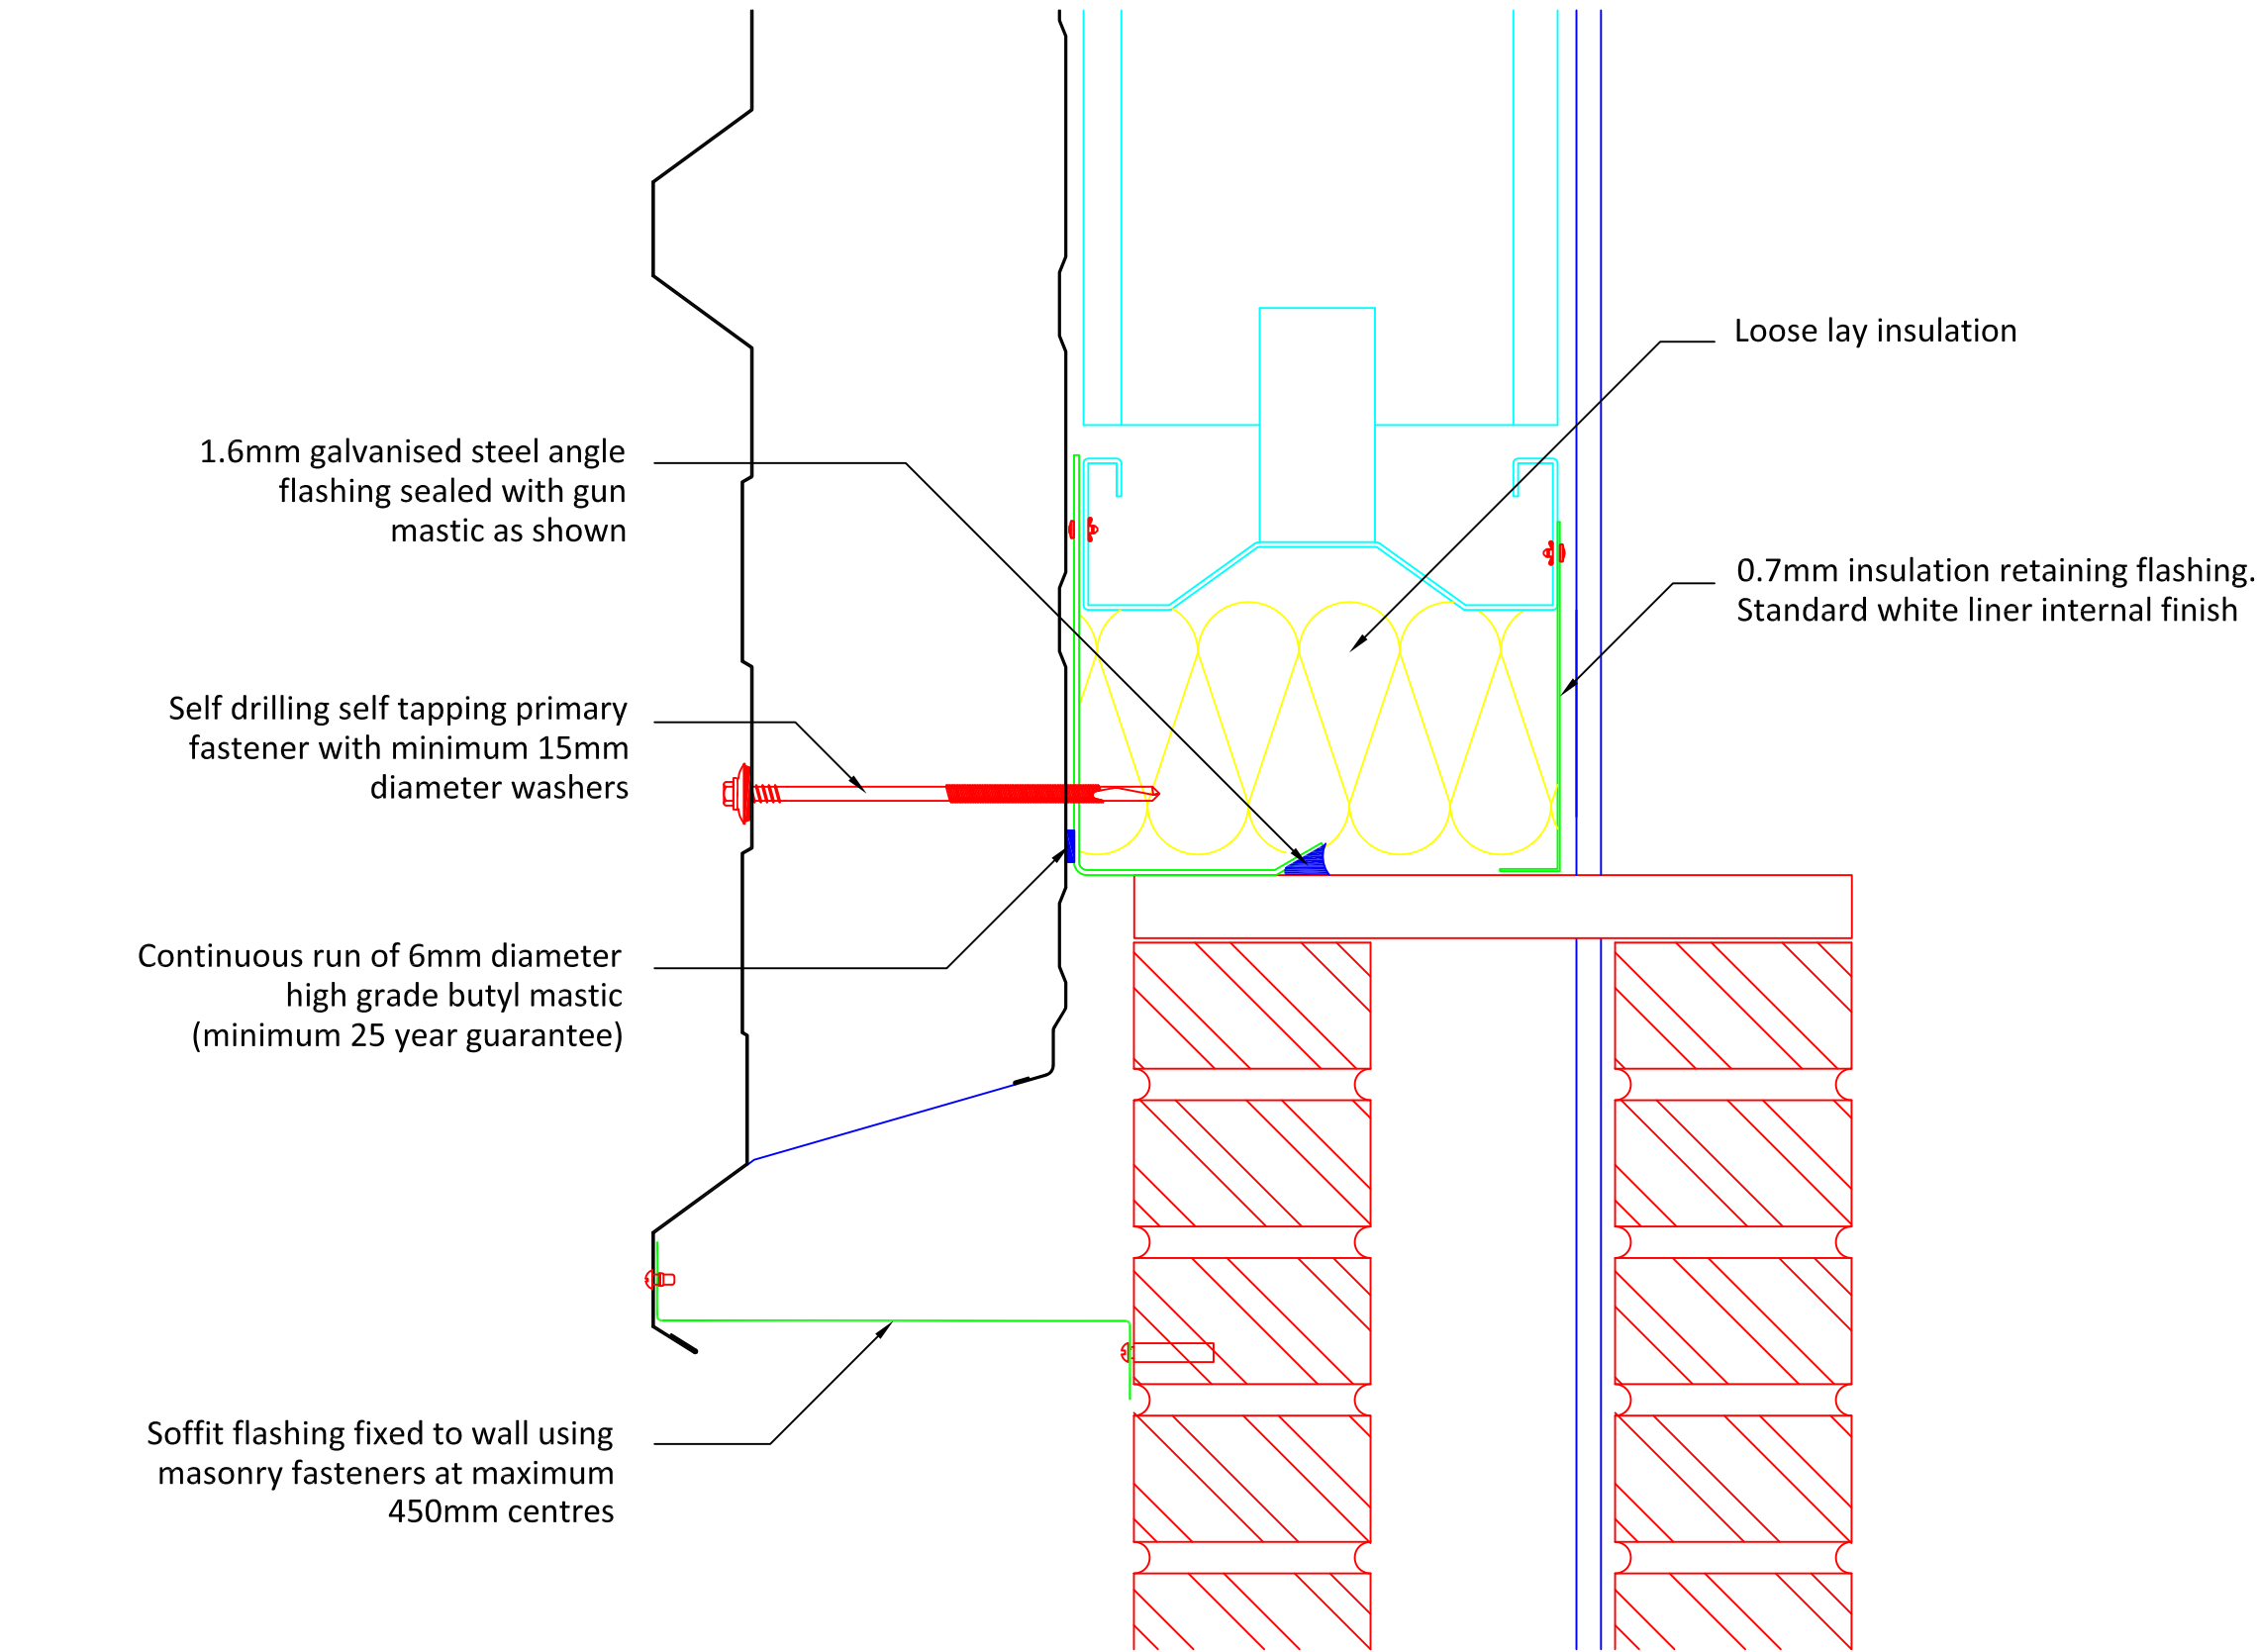 Loose lay insulation
1.6mm galvanised steel angle
flashing sealed with gun
mastic as shown
0.7mm insulation retaining flashing.
Standard white liner internal finish
Self drilling self tapping primary
fastener with minimum 15mm
diameter washers
Continuous run of 6mm diameter
high grade butyl mastic
(minimum 25 year guarantee)
Soffit flashing fixed to wall using
masonry fasteners at maximum
450mm centres